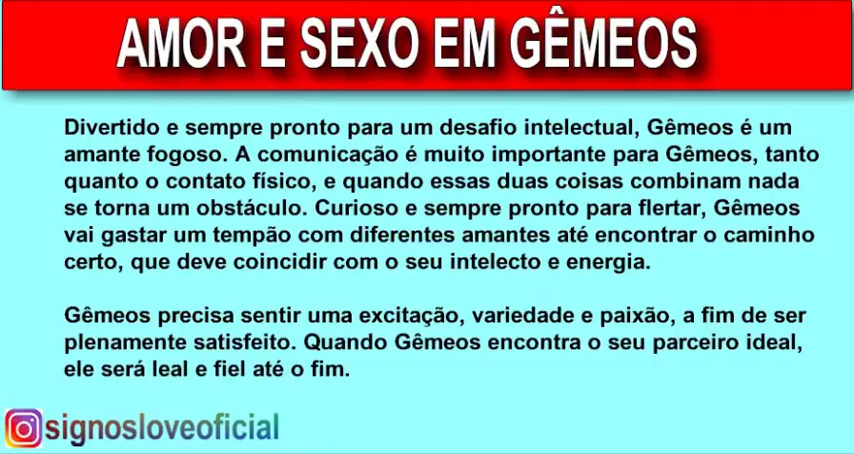 AMOR E SEXO EM GÊMEOS
Divertido e sempre pronto para um desafio intelectual, Gêmeos é um
amante fogoso. A comunicação é muito importante para Gêmeos, tanto
quanto o contato físico, e quando essas duas coisas combinam nada
se torna um obstáculo. Curioso e sempre pronto para flertar, Gêmeos
vai gastar um tempão com diferentes amantes até encontrar o caminho
certo, que deve coincidir com o seu intelecto e energia.
Gêmeos precisa sentir uma excitação, variedade e paixão, a fim de ser
plenamente satisfeito. Quando Gêmeos encontra o seu parceiro ideal,
ele será leal e fiel até o fim.
signosloveoficial